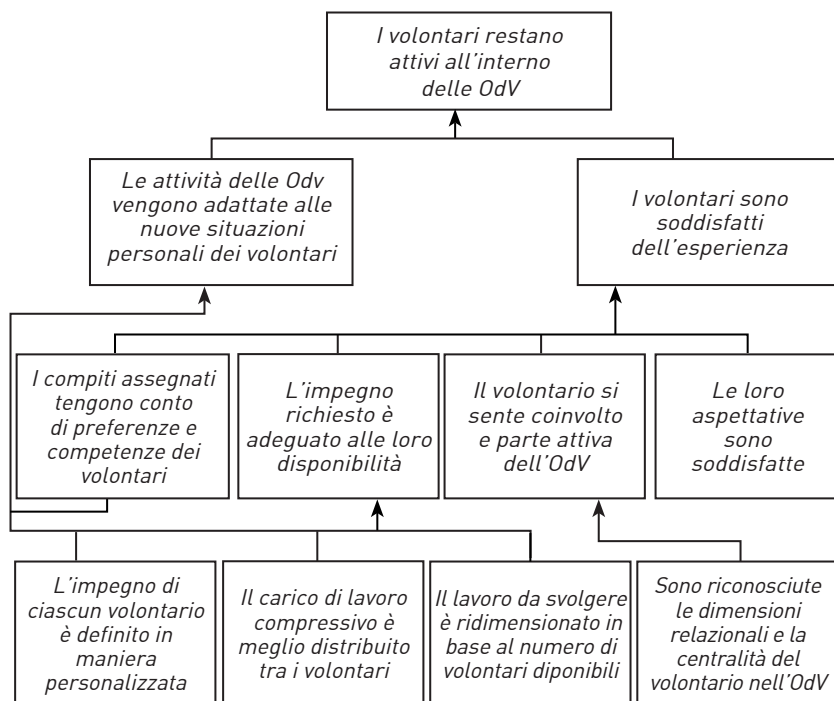 I volontari restano
attivi all'interno
delle OdV
Le attività delle Odv
vengono adattate alle
nuove situazioni
personali dei volontari
I volontari sono
soddisfatti
dell'esperienza
I compiti assegnati
tengono conto
di preferenze e
competenze dei
volontari
L'impegno
richiesto è
adeguato alle loro
disponibilità
Il volontario si
sente coinvolto
e parte attiva
dell'OdV
Le loro
aspettative
sono
soddisfatte
L'impegno di
ciascun volontario
è definito in
maniera
personalizzata
Il carico di lavoro
compressivo è
meglio distribuito
tra i volontari
Il lavoro da svolgere
è ridimensionato in
base al numero di
volontari diponibili
Sono riconosciute
le dimensioni
relazionali e la
centralità del
volontario nell'OdV